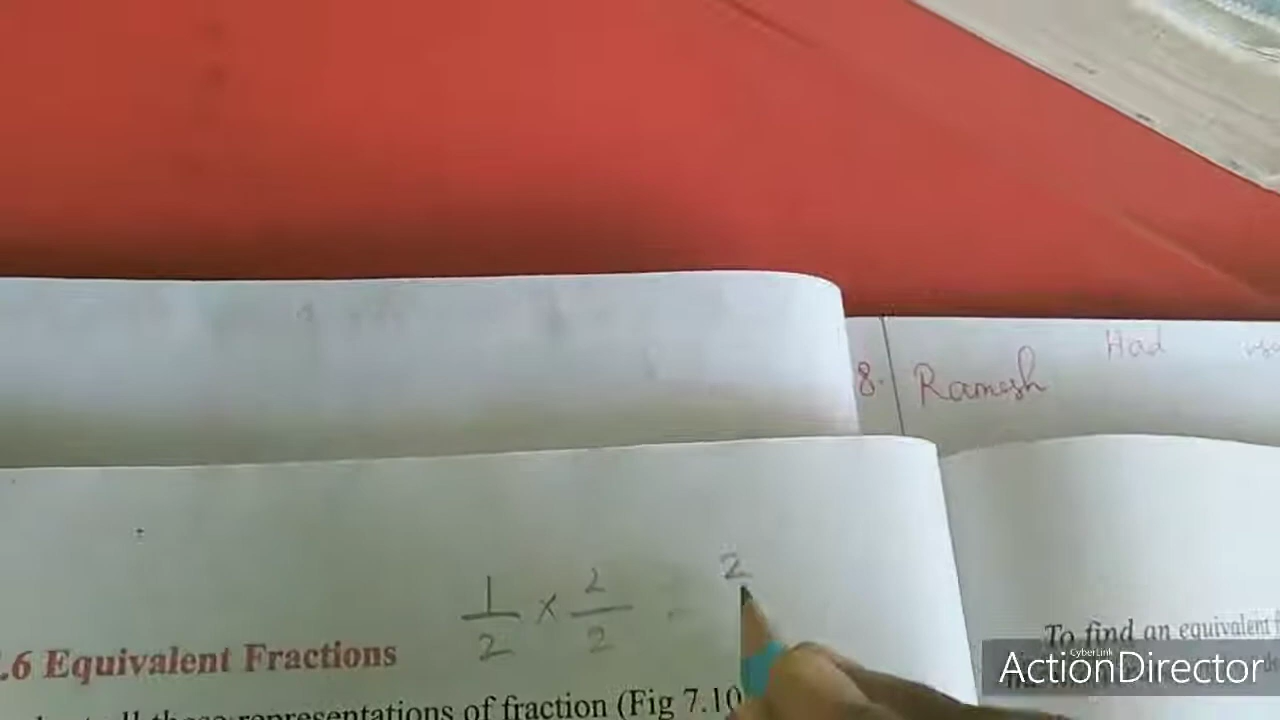 Had
8. Ramesh
1/2 × 2/2 = 2
To find an equivalent
.6 Equivalent Fractions
representations of fraction (Fig 7.10
CyberLink
ActionDirector